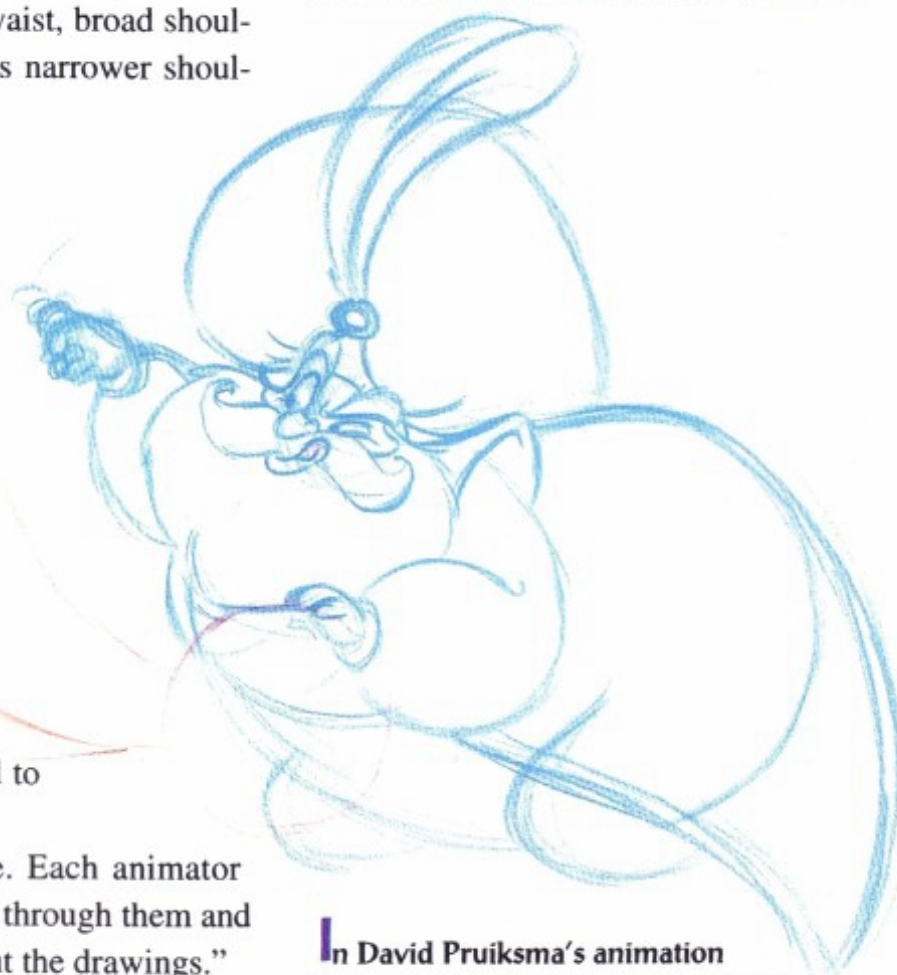 waist, broad shoul-
s narrower shoul-
to
Each animator
through them and
the drawings.”
In David Pruiksma’s animation